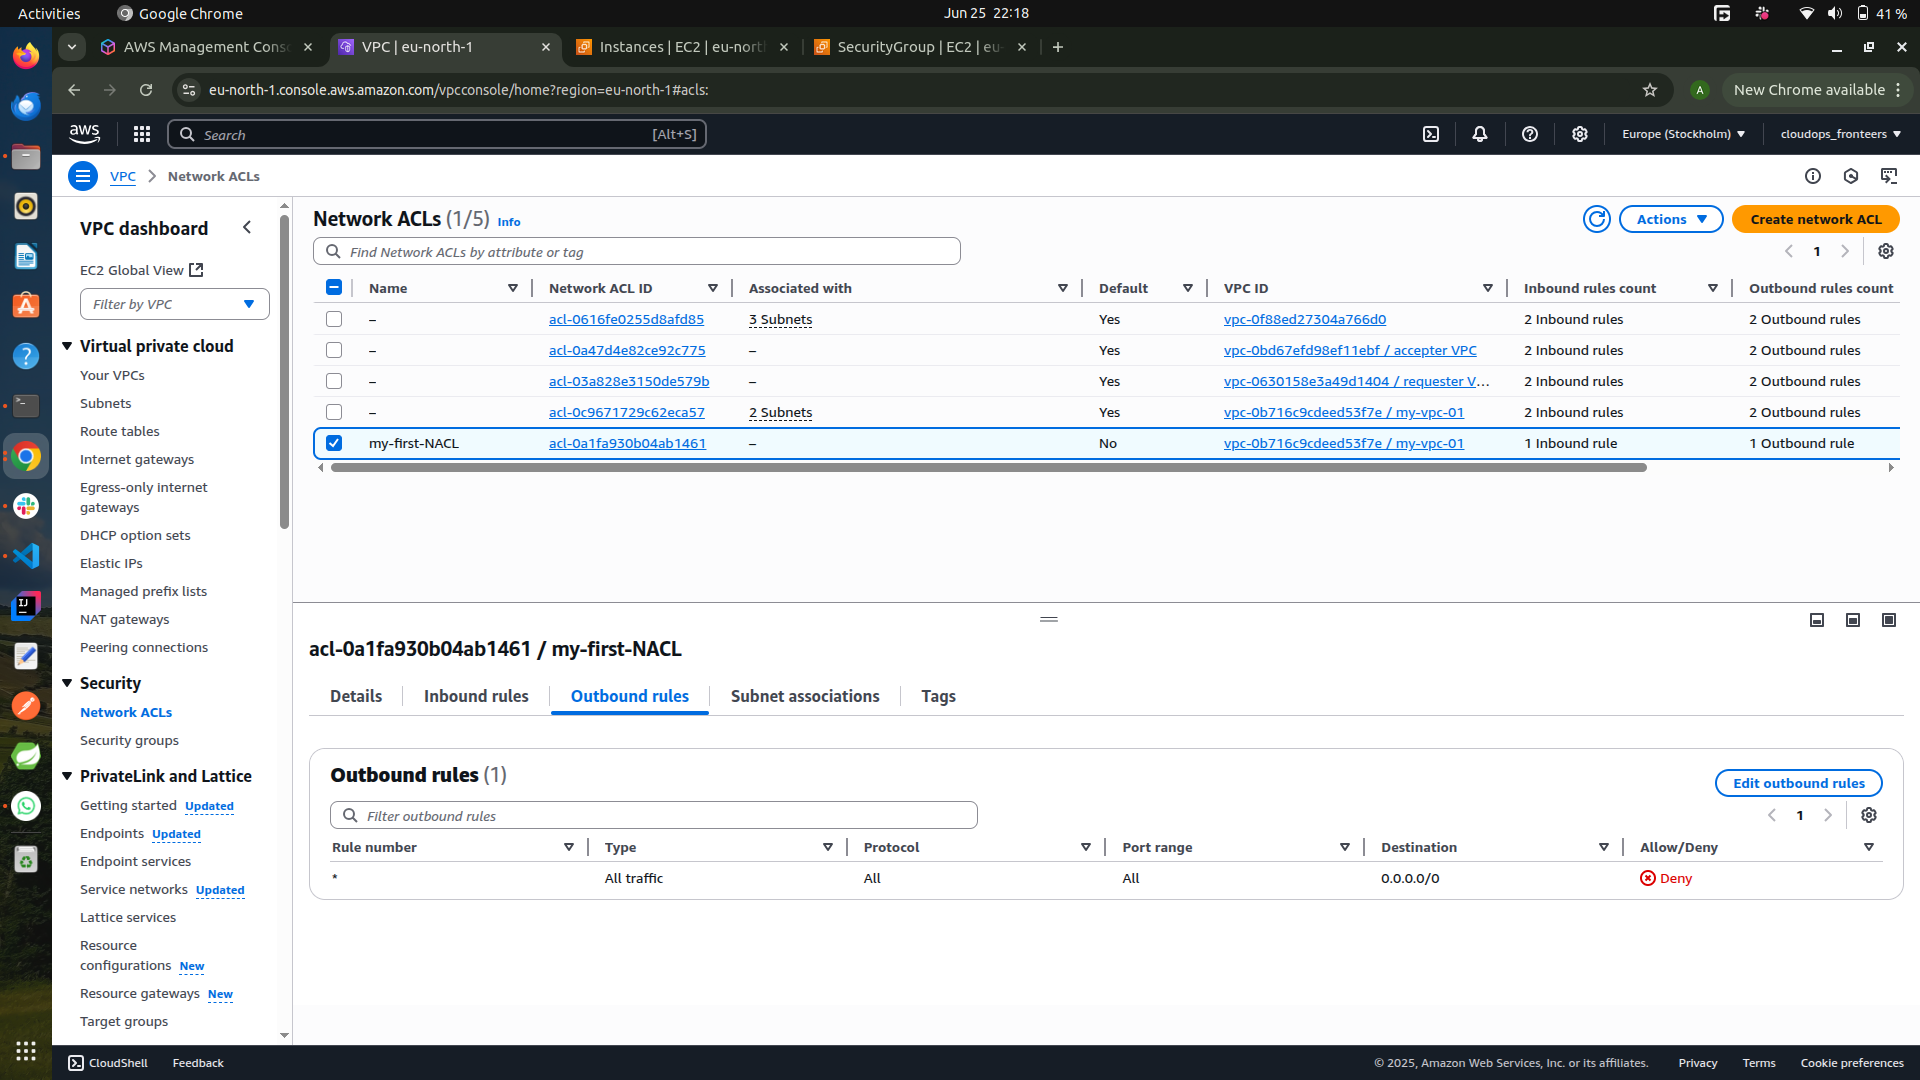 Activities
Google Chrome
Jun 25 22:18
41 %
AWS Management Cons
VPC | eu-north-1
Instances | EC2 | eu-nort
SecurityGroup | EC2 | eu-
eu-north-1.console.aws.amazon.com/vpcconsole/home?region=eu-north-1#acls:
A
New Chrome available
aws
Search
[Alt+S]
Europe (Stockholm)
cloudops_fronteers
VPC
Network ACLs
VPC dashboard
EC2 Global View
Filter by VPC
Virtual private cloud
Your VPCs
Subnets
Route tables
Internet gateways
Egress-only internet
gateways
DHCP option sets
Elastic IPs
Managed prefix lists
NAT gateways
Peering connections
Security
Network ACLs
Security groups
PrivateLink and Lattice
Getting started Updated
Endpoints Updated
Endpoint services
Service networks Updated
Lattice services
Resource
configurations New
Resource gateways New
Target groups
Network ACLs (1/5) Info
Actions
Create network ACL
Find Network ACLs by attribute or tag
1
Name Network ACL ID Associated with Default VPC ID Inbound rules count Outbound rules count
– acl-0616fe0255d8afd85 3 Subnets Yes vpc-0f88ed27304a766d0 2 Inbound rules 2 Outbound rules
– acl-0a47d4e82ce92c775 – Yes vpc-0bd67efd98ef11ebf / accepter VPC 2 Inbound rules 2 Outbound rules
– acl-03a828e3150de579b – Yes vpc-0630158e3a49d1404 / requester V... 2 Inbound rules 2 Outbound rules
– acl-0c9671729c62eca57 2 Subnets Yes vpc-0b716c9cdeed53f7e / my-vpc-01 2 Inbound rules 2 Outbound rules
my-first-NACL acl-0a1fa930b04ab1461 – No vpc-0b716c9cdeed53f7e / my-vpc-01 1 Inbound rule 1 Outbound rule
acl-0a1fa930b04ab1461 / my-first-NACL
Details Inbound rules Outbound rules Subnet associations Tags
Outbound rules (1)
Edit outbound rules
Filter outbound rules
1
Rule number Type Protocol Port range Destination Allow/Deny
* All traffic All All 0.0.0.0/0 Deny
CloudShell Feedback
© 2025, Amazon Web Services, Inc. or its affiliates. Privacy Terms Cookie preferences